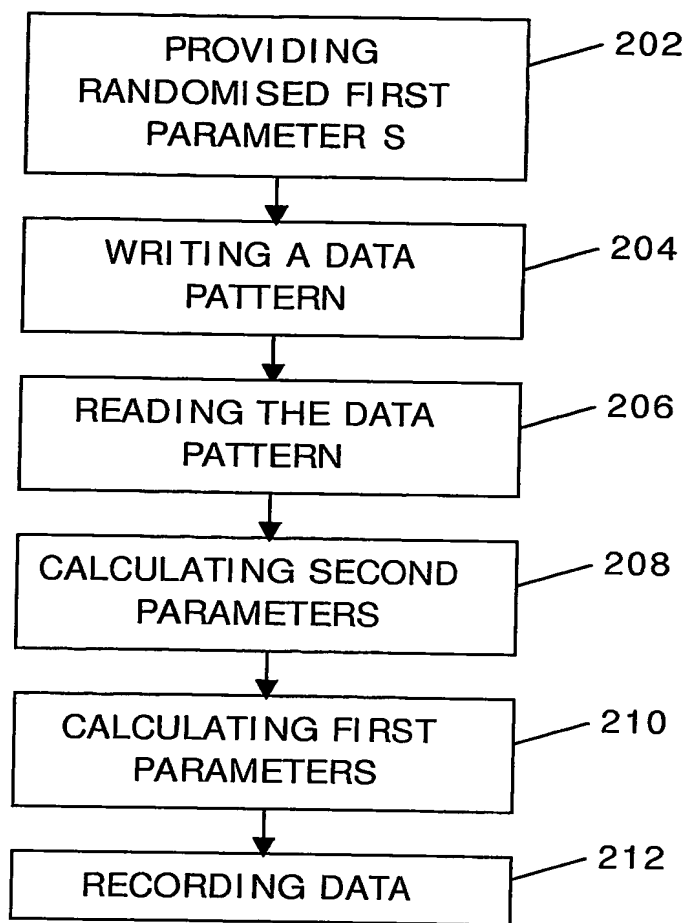 PROVIDING
RANDOMISED FIRST
PARAMETER S
202
WRITING A DATA
PATTERN
204
READING THE DATA
PATTERN
206
CALCULATING SECOND
PARAMETERS
208
CALCULATING FIRST
PARAMETERS
210
RECORDING DATA
212